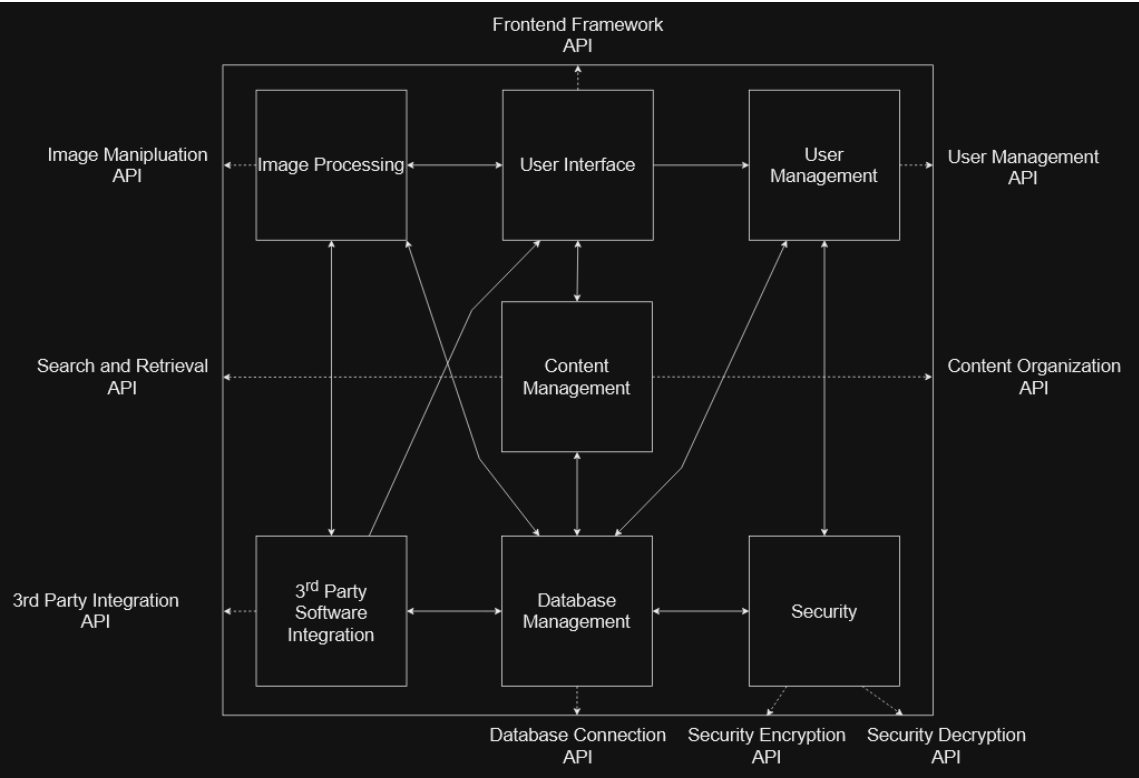 Frontend Framework
API
Image Manipluation
API
Image Processing
User Interface
User
Management
User Management
API
Search and Retrieval
API
Content
Management
Content Organization
API
3rd Party Integration
API
3rd Party
Software
Integration
Database
Management
Security
Database Connection
API
Security Encryption
API
Security Decryption
API